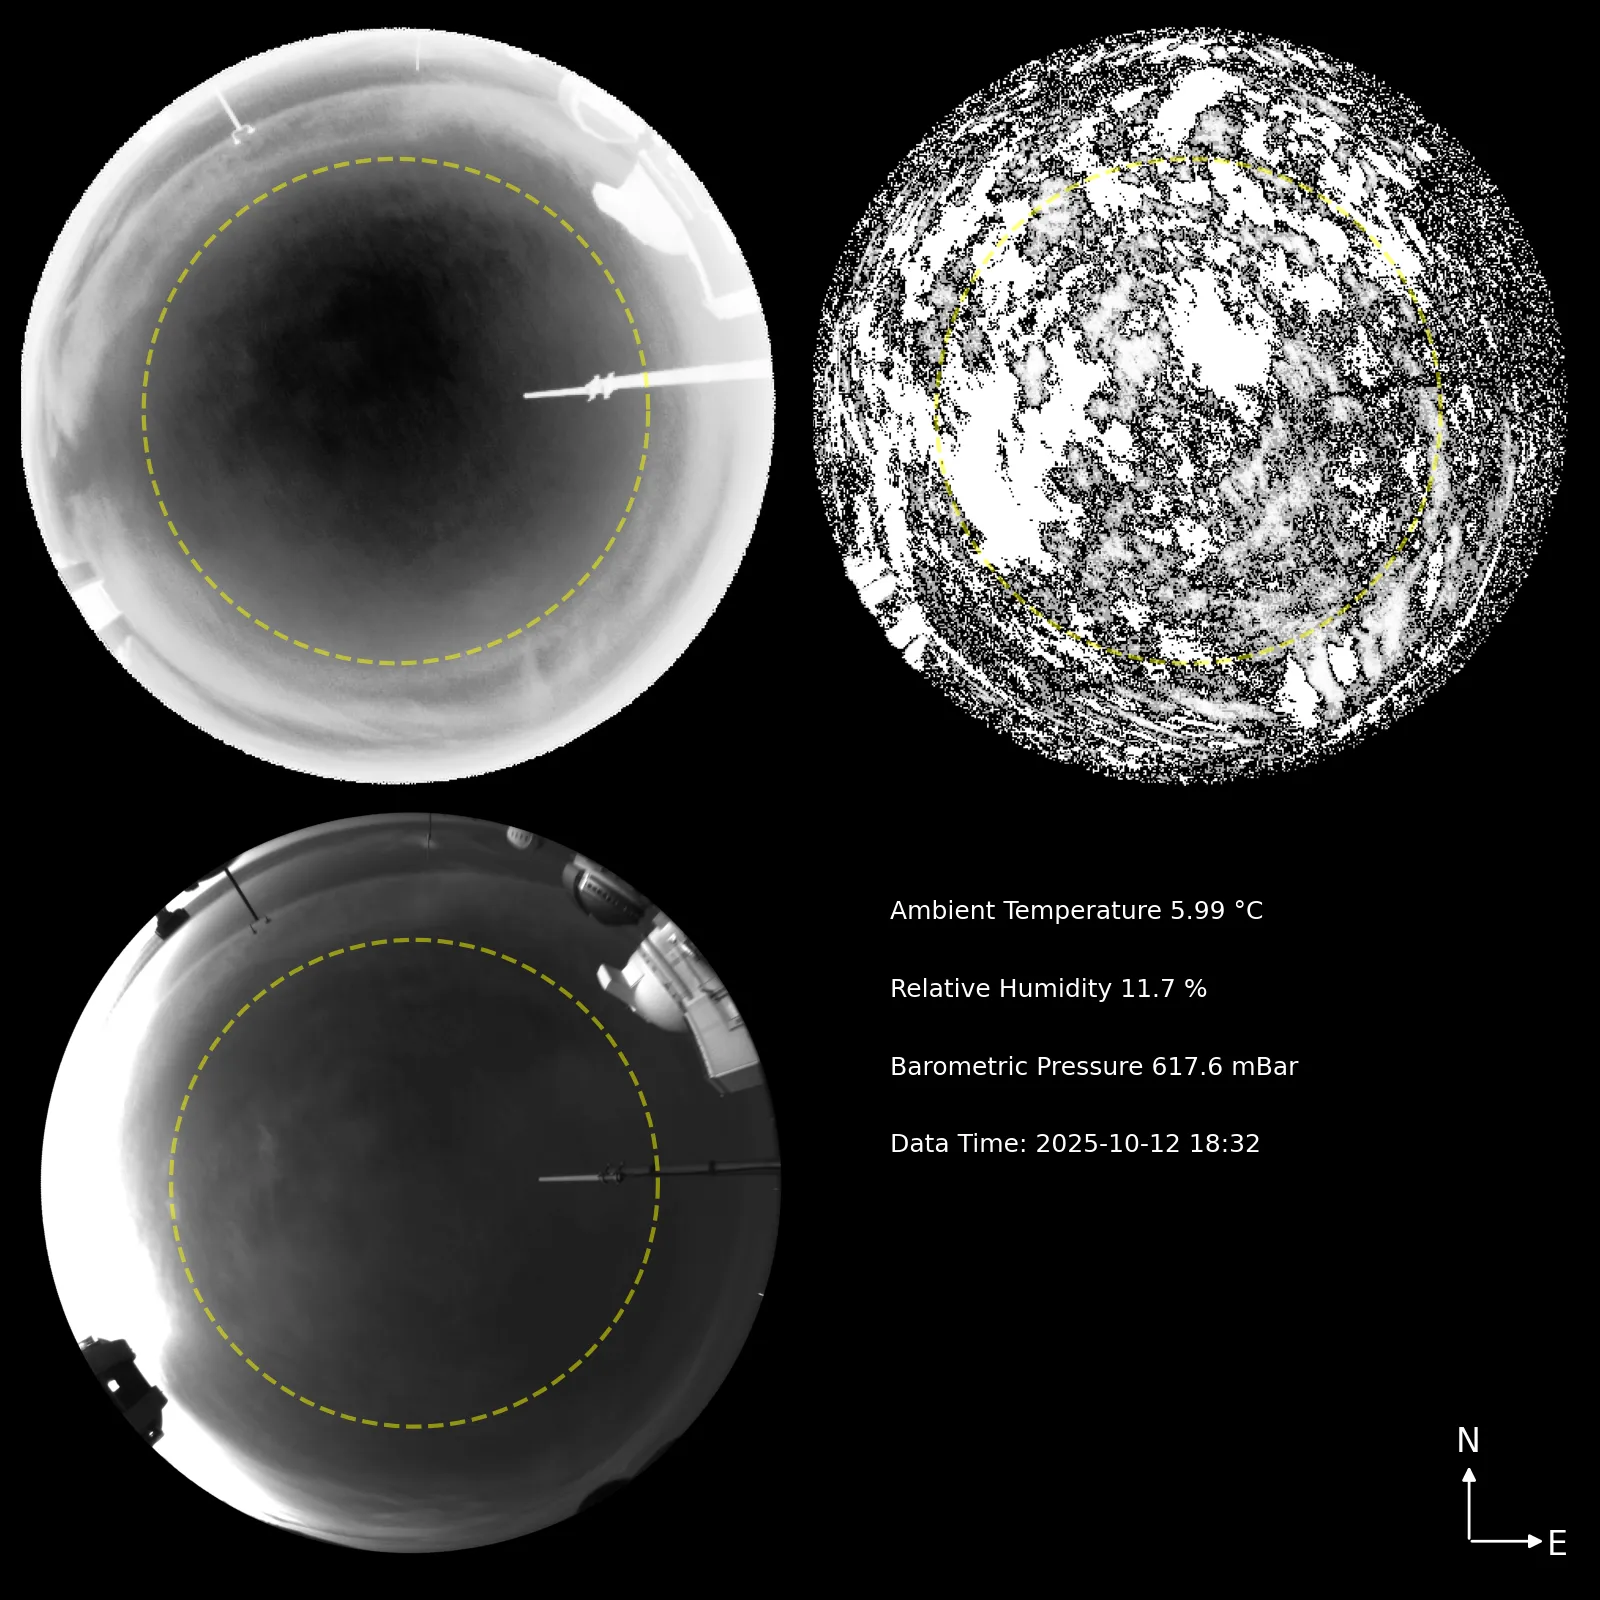 Ambient Temperature 5.99 °C
Relative Humidity 11.7 %
Barometric Pressure 617.6 mBar
Data Time: 2025-10-12 18:32
N
E